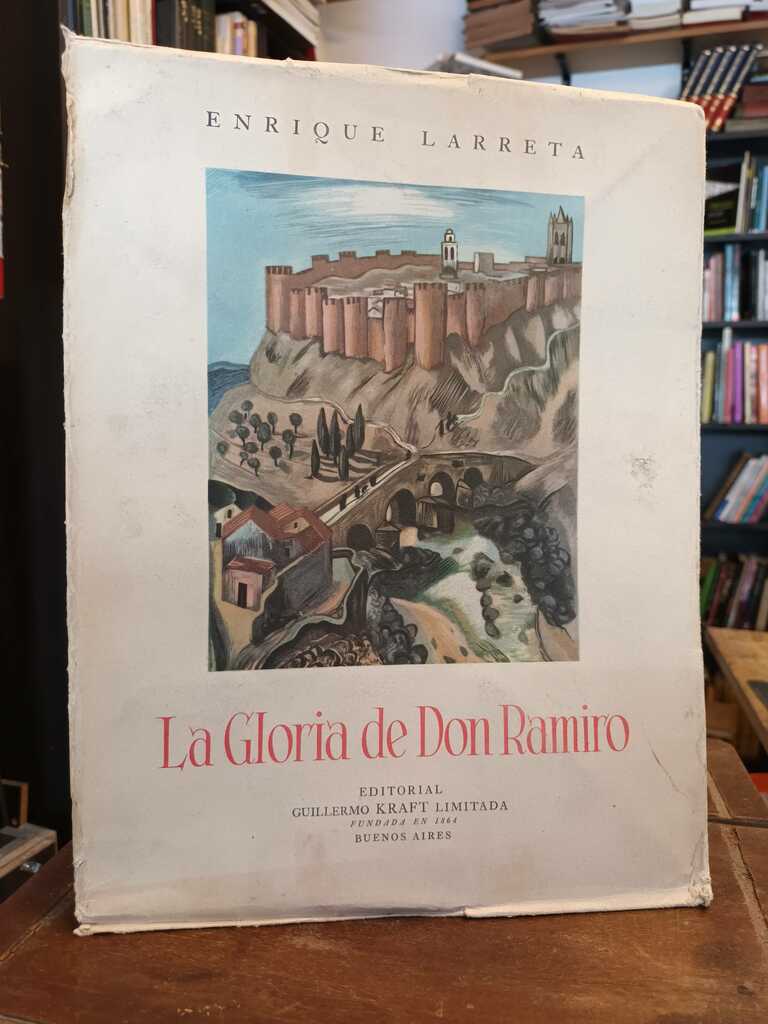 ENRIQUE LARRETA
La Gloria de Don Ramiro
EDITORIAL
GUILLERMO KRAFT LIMITADA
FUNDADA EN 1864
BUENOS AIRES